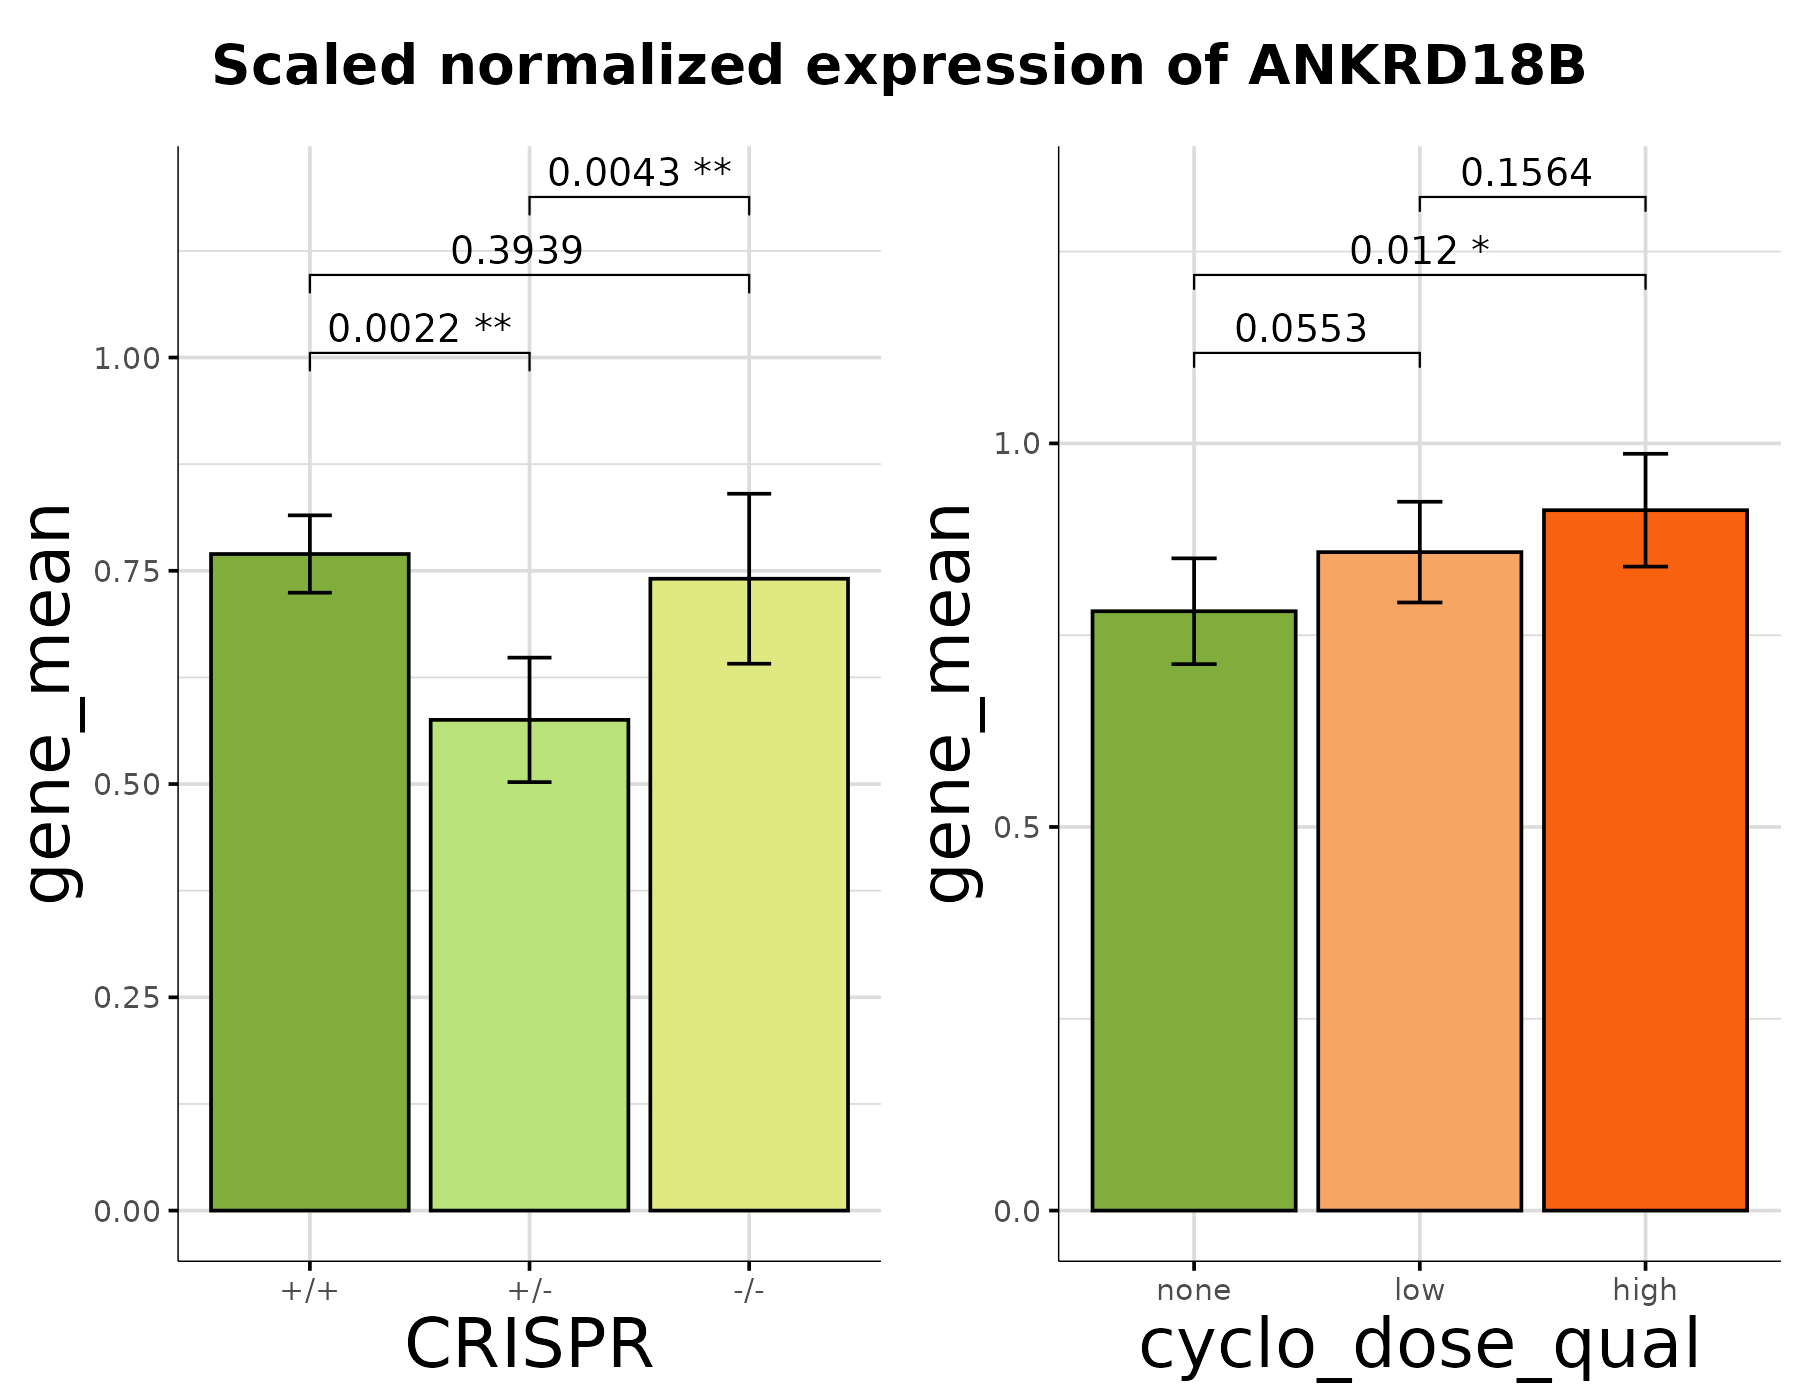 Scaled normalized expression of ANKRD18B
0.0043 **
0.3939
0.0022 **
1.00
0.75
0.50
0.25
0.00
gene_mean
+/+ +/- -/-
CRISPR
0.1564
0.012 *
0.0553
1.0
0.5
0.0
gene_mean
none low high
cyclo_dose_qual